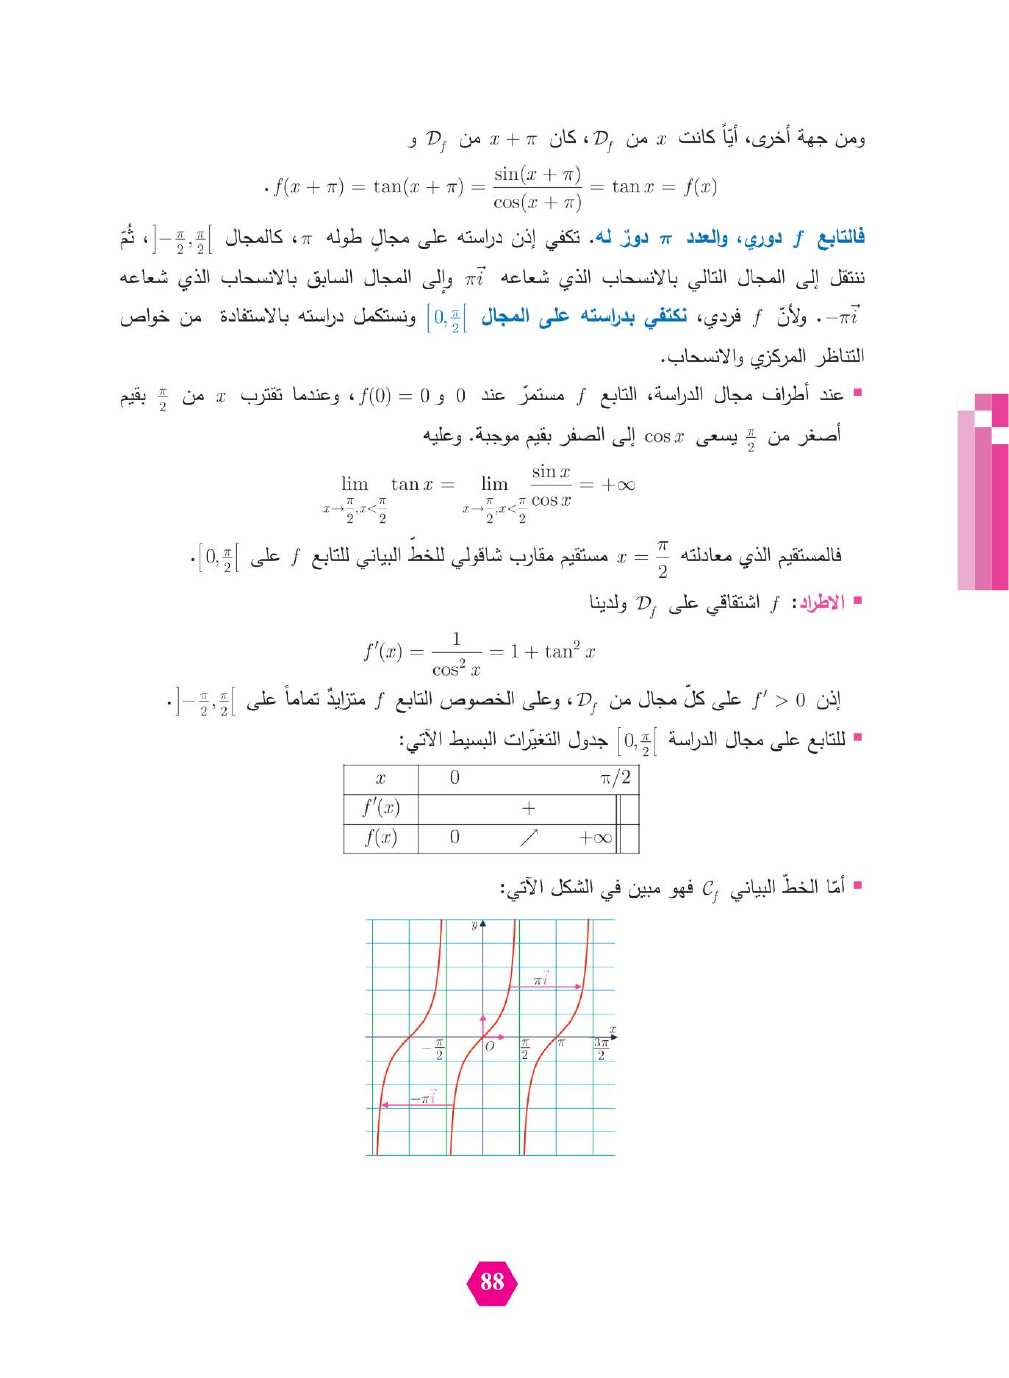 ومن جهة أخرى، أيّاً كانت x من D_f، كان x + π من D_f و
f(x + π) = tan(x + π) = sin(x + π)/cos(x + π) = tan x = f(x).
فالتابع f دوري، والعدد π دورٌ له. تكفي إذن دراسته على مجالٍ طوله π، كالمجال ]−π/2, π/2[، ثُمّ
ننتقل إلى المجال التالي بالانسحاب الذي شعاعه πi⃗ وإلى المجال السابق بالانسحاب الذي شعاعه
−πi⃗. ولأنّ f فردي، نكتفي بدراسته على المجال [0, π/2[ ونستكمل دراسته بالاستفادة من خواص
التناظر المركزي والانسحاب.
▪ عند أطراف مجال الدراسة، التابع f مستمرّ عند 0 و f(0) = 0، وعندما تقترب x من π/2 بقيم
أصغر من π/2 يسعى cos x إلى الصفر بقيم موجبة. وعليه
lim x→π/2, x<π/2 tan x = lim x→π/2, x<π/2 sin x/cos x = +∞
فالمستقيم الذي معادلته x = π/2 مستقيم مقارب شاقولي للخطّ البياني للتابع f على [0, π/2[.
▪ الاطراد: f اشتقاقي على D_f ولدينا
f′(x) = 1/cos² x = 1 + tan² x
إذن f′ > 0 على كلّ مجال من D_f، وعلى الخصوص التابع f متزايدٌ تماماً على ]−π/2, π/2[.
▪ للتابع على مجال الدراسة [0, π/2[ جدول التغيّرات البسيط الآتي:
x 0 π/2
f′(x) +
f(x) 0 ↗ +∞
▪ أمّا الخطّ البياني C_f فهو مبين في الشكل الآتي:
y
πi⃗
x
−π/2 O π/2 π 3π/2
−πi⃗
88